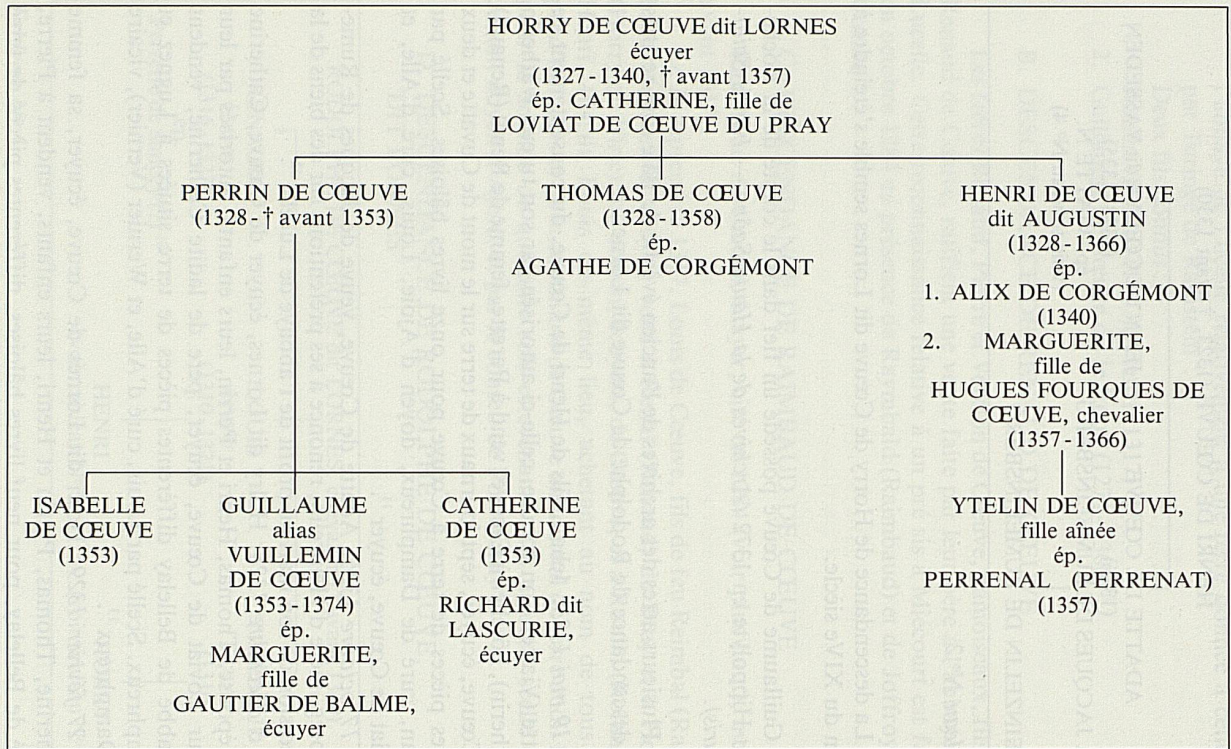 HORRY DE CŒUVE dit LORNES
écuyer
(1327-1340, † avant 1357)
ép. CATHERINE, fille de
LOVIAT DE CŒUVE DU PRAY
PERRIN DE CŒUVE
(1328-† avant 1353)
THOMAS DE CŒUVE
(1328-1358)
ép.
AGATHE DE CORGÉMONT
HENRI DE CŒUVE
dit AUGUSTIN
(1328-1366)
ép.
1. ALIX DE CORGÉMONT
(1340)
2. MARGUERITE,
fille de
HUGUES FOURQUES DE
CŒUVE, chevalier
(1357-1366)
ISABELLE
DE CŒUVE
(1353)
GUILLAUME
alias
VUILLEMIN
DE CŒUVE
(1353-1374)
ép.
MARGUERITE,
fille de
GAUTIER DE BALME,
écuyer
CATHERINE
DE CŒUVE
(1353)
ép.
RICHARD dit
LASCURIE,
écuyer
YTELIN DE CŒUVE,
fille aînée
ép.
PERRENAL (PERRENAT)
(1357)